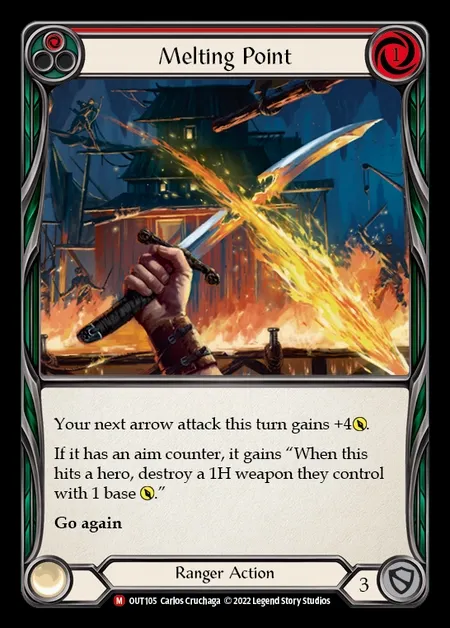 Melting Point
1
Your next arrow attack this turn gains +4.
If it has an aim counter, it gains “When this
hits a hero, destroy a 1H weapon they control
with 1 base .”
Go again
Ranger Action
3
M OUT105 Carlos Cruchaga © 2022 Legend Story Studios